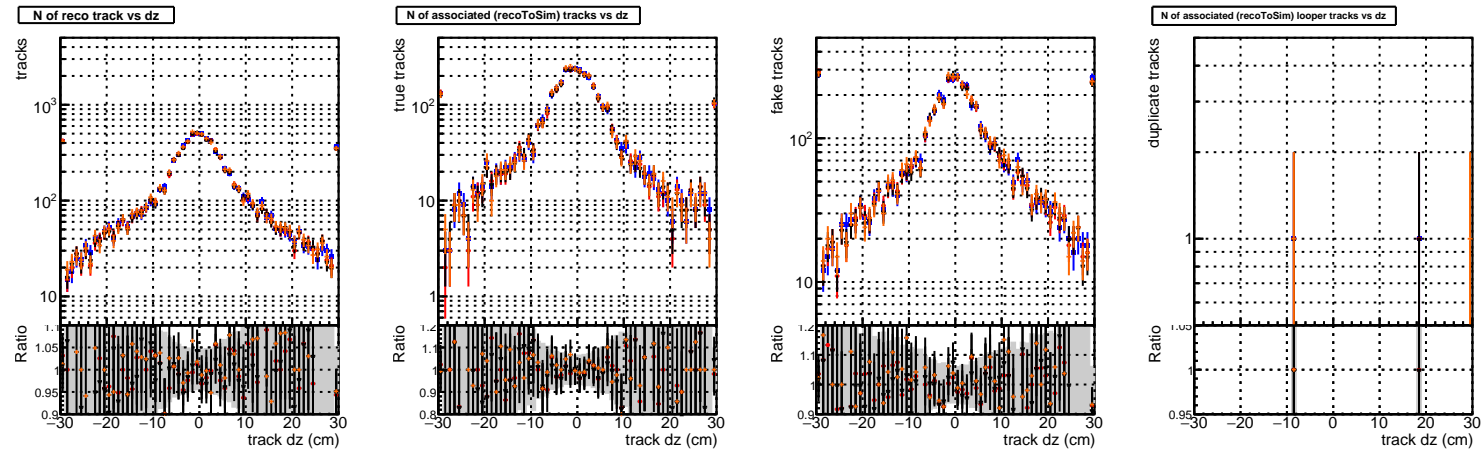 N of reco track vs dz
tracks
10³
10²
10
Ratio
1.1
1.05
1
0.95
0.9
−30 −20 −10 0 10 20 30
track dz (cm)
N of associated (recoToSim) tracks vs dz
true tracks
10²
10
1
Ratio
1.2
1.1
1
0.9
0.8
−30 −20 −10 0 10 20 30
track dz (cm)
fake tracks
10²
10
Ratio
1.2
1.1
1
0.9
−30 −20 −10 0 10 20 30
track dz (cm)
N of associated (recoToSim) looper tracks vs dz
duplicate tracks
1
Ratio
1.05
1
0.95
−30 −20 −10 0 10 20 30
track dz (cm)